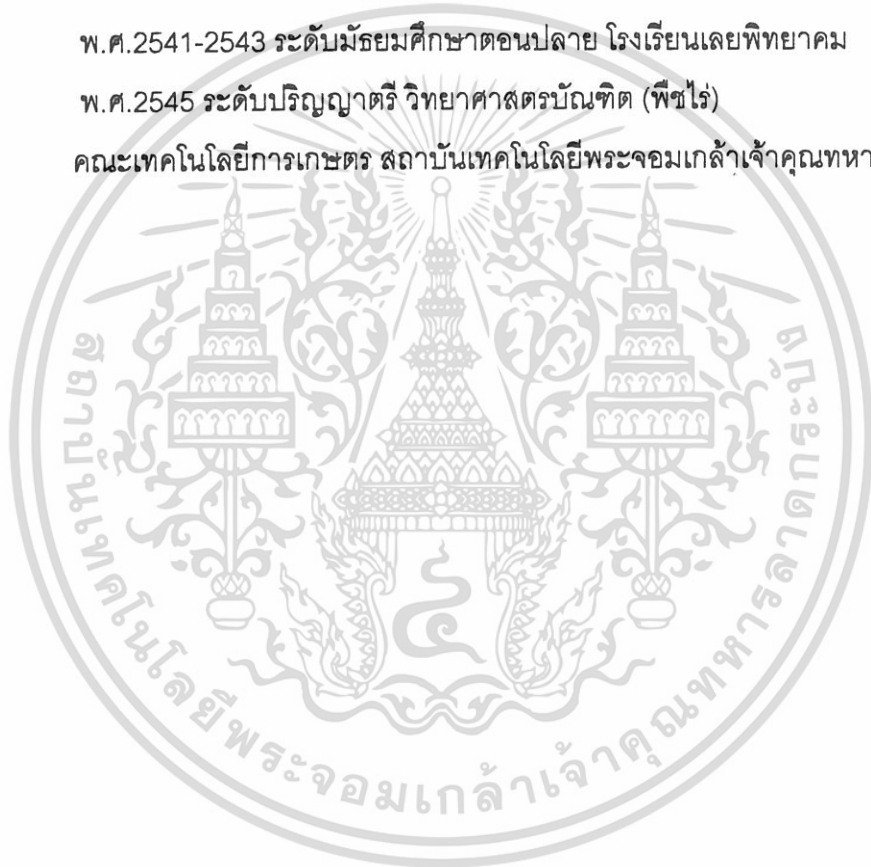 พ.ศ.2541-2543 ระดับมัธยมศึกษาตอนปลาย โรงเรียนเลยพิทยาคม
พ.ศ.2545 ระดับปริญญาตรี วิทยาศาสตรบัณฑิต (พืชไร่)
คณะเทคโนโลยีการเกษตร สถาบันเทคโนโลยีพระจอมเกล้าเจ้าคุณทหา
สถาบันเทคโนโลยีพระจอมเกล้าเจ้าคุณทหารลาดกระบัง
๔